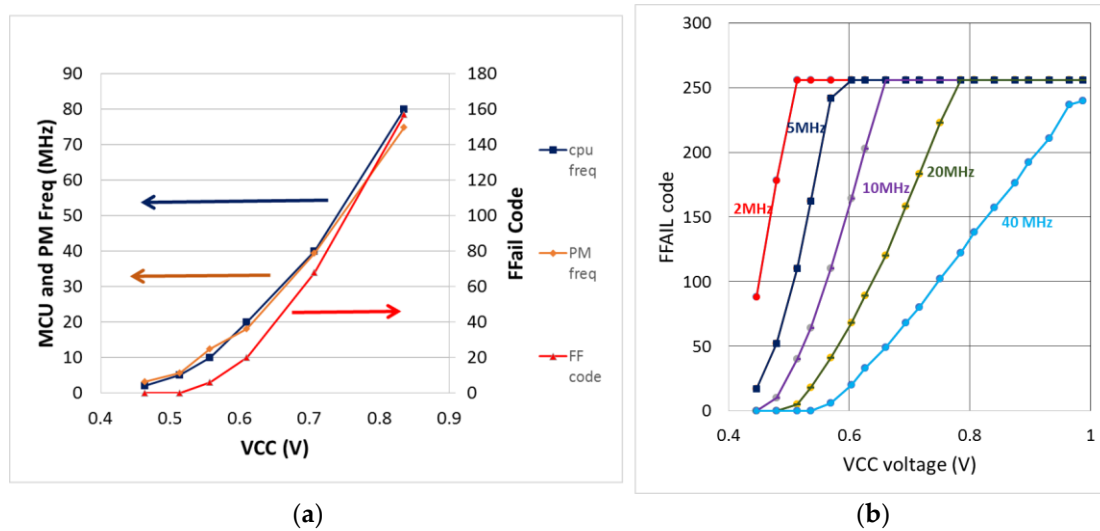 MCU and PM Freq (MHz)
90
80
70
60
50
40
30
20
10
0
0.4
0.5
0.6
0.7
0.8
0.9
VCC (V)
180
160
140
120
100
80
60
40
20
0
FFail Code
cpu
freq
PM
freq
FF
code
(a)
FFAIL code
300
250
200
150
100
50
0
0.4
0.6
0.8
1
VCC voltage (V)
2MHz
5MHz
10MHz
20MHz
40 MHz
(b)